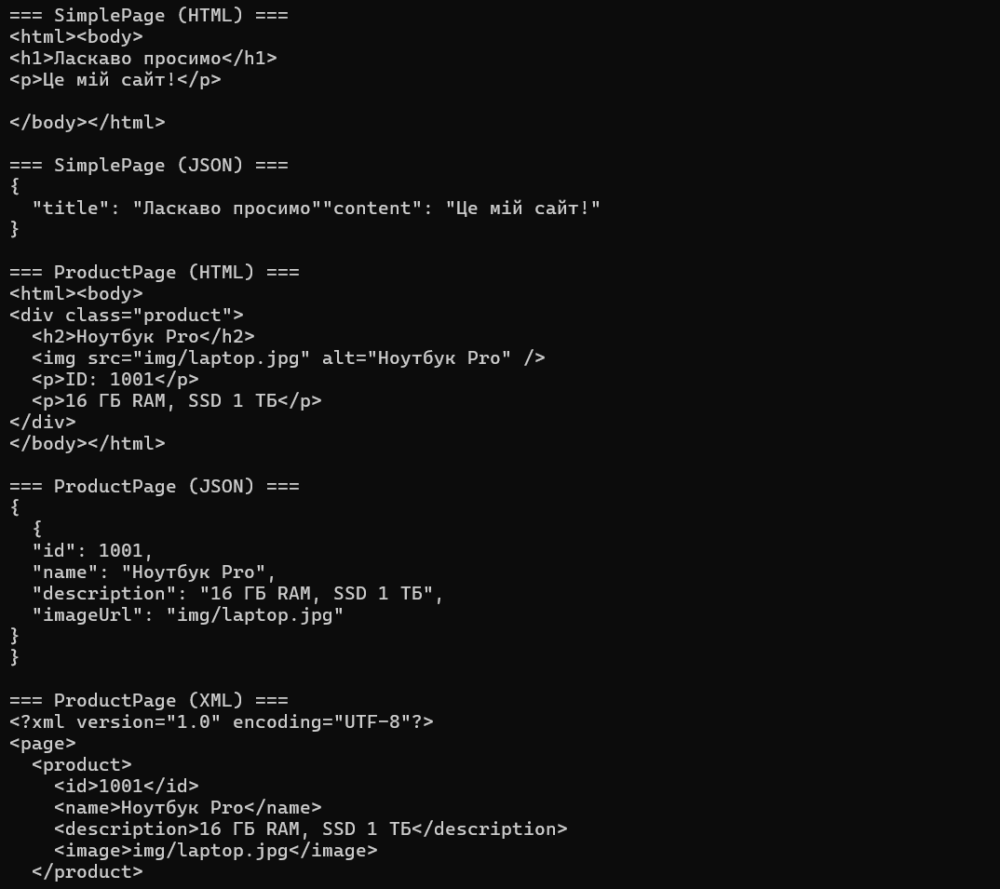 === SimplePage (HTML) ===
<html><body>
<h1>Ласкаво просимо</h1>
<p>Це мій сайт!</p>

</body></html>

=== SimplePage (JSON) ===
{
  "title": "Ласкаво просимо""content": "Це мій сайт!"
}

=== ProductPage (HTML) ===
<html><body>
<div class="product">
  <h2>Ноутбук Pro</h2>
  <img src="img/laptop.jpg" alt="Ноутбук Pro" />
  <p>ID: 1001</p>
  <p>16 ГБ RAM, SSD 1 ТБ</p>
</div>
</body></html>

=== ProductPage (JSON) ===
{
  {
  "id": 1001,
  "name": "Ноутбук Pro",
  "description": "16 ГБ RAM, SSD 1 ТБ",
  "imageUrl": "img/laptop.jpg"
}
}

=== ProductPage (XML) ===
<?xml version="1.0" encoding="UTF-8"?>
<page>
  <product>
    <id>1001</id>
    <name>Ноутбук Pro</name>
    <description>16 ГБ RAM, SSD 1 ТБ</description>
    <image>img/laptop.jpg</image>
  </product>